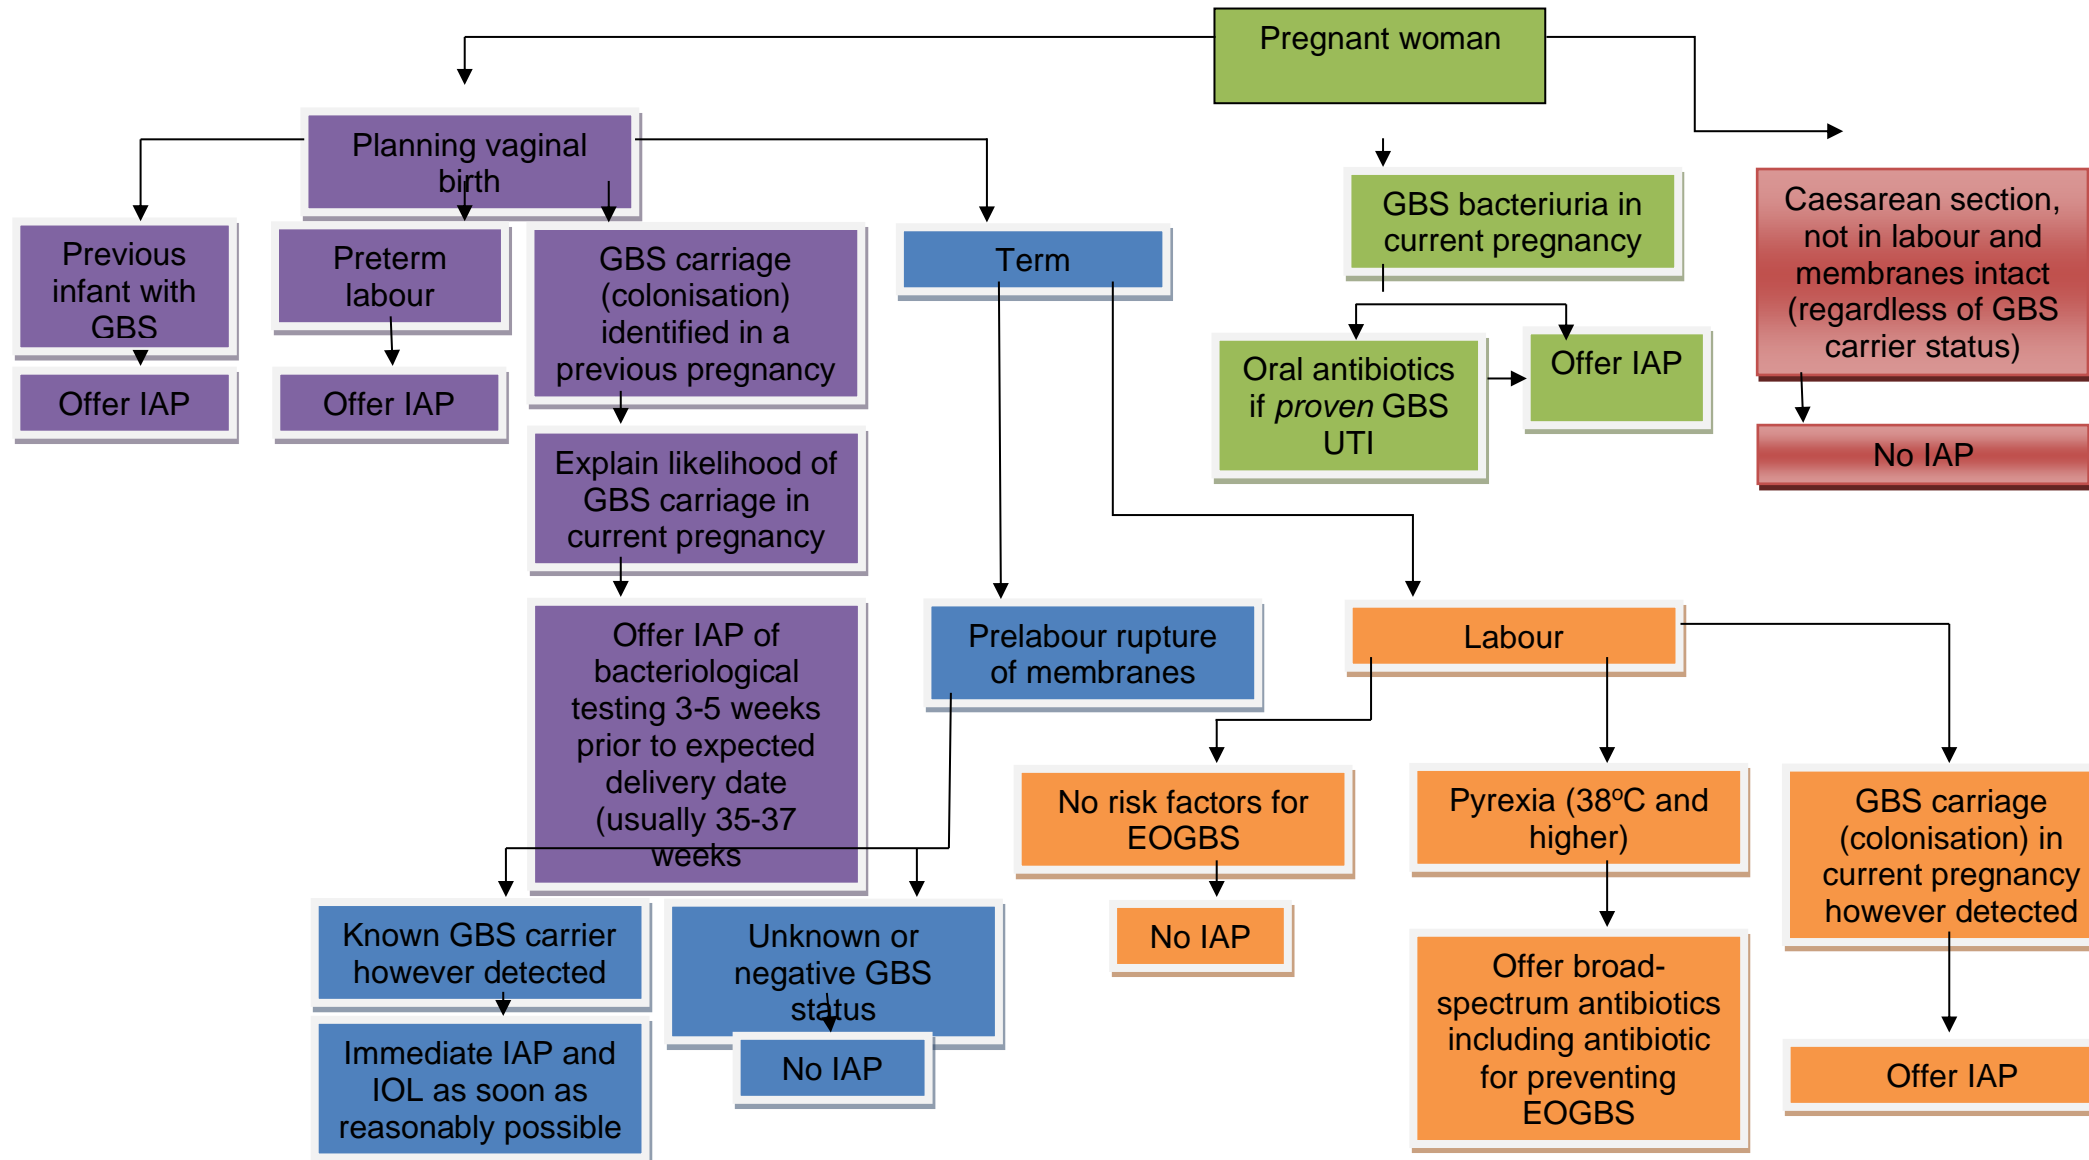 Pregnant woman
Planning vaginal
birth
Previous
infant with
GBS
Offer IAP
Preterm
labour
Offer IAP
GBS carriage
(colonisation)
identified in a
previous pregnancy
Explain likelihood of
GBS carriage in
current pregnancy
Offer IAP of
bacteriological
testing 3-5 weeks
prior to expected
delivery date
(usually 35-37
weeks
Term
Prelabour rupture
of membranes
Known GBS carrier
however detected
Immediate IAP and
IOL as soon as
reasonably possible
Unknown or
negative GBS
status
No IAP
Labour
No risk factors for
EOGBS
No IAP
Pyrexia (38ºC and
higher)
Offer broad-
spectrum antibiotics
including antibiotic
for preventing
EOGBS
GBS carriage
(colonisation) in
current pregnancy
however detected
Offer IAP
GBS bacteriuria in
current pregnancy
Oral antibiotics
if proven GBS
UTI
Offer IAP
Caesarean section,
not in labour and
membranes intact
(regardless of GBS
carrier status)
No IAP